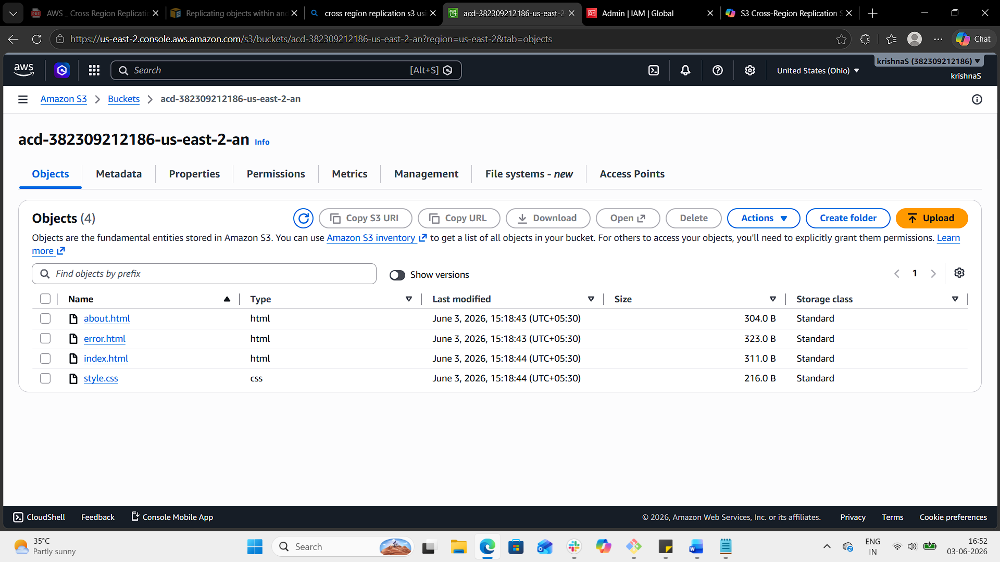 AWS _ Cross Region Replicatio
Replicating objects within and
cross region replication s3 usi
acd-382309212186-us-east-2
Admin | IAM | Global
S3 Cross-Region Replication S
https://us-east-2.console.aws.amazon.com/s3/buckets/acd-382309212186-us-east-2-an?region=us-east-2&tab=objects
Chat
aws
Search
[Alt+S]
United States (Ohio)
krishnaS (382309212186)
krishnaS
Amazon S3
Buckets
acd-382309212186-us-east-2-an
acd-382309212186-us-east-2-an Info
Objects
Metadata
Properties
Permissions
Metrics
Management
File systems - new
Access Points
Objects (4)
Copy S3 URI
Copy URL
Download
Open
Delete
Actions
Create folder
Upload
Objects are the fundamental entities stored in Amazon S3. You can use Amazon S3 inventory to get a list of all objects in your bucket. For others to access your objects, you'll need to explicitly grant them permissions. Learn
more
Find objects by prefix
Show versions
1
Name Type Last modified Size Storage class
about.html html June 3, 2026, 15:18:43 (UTC+05:30) 304.0 B Standard
error.html html June 3, 2026, 15:18:43 (UTC+05:30) 323.0 B Standard
index.html html June 3, 2026, 15:18:44 (UTC+05:30) 311.0 B Standard
style.css css June 3, 2026, 15:18:44 (UTC+05:30) 216.0 B Standard
CloudShell
Feedback
Console Mobile App
© 2026, Amazon Web Services, Inc. or its affiliates.
Privacy
Terms
Cookie preferences
35°C
Partly sunny
Search
ENG
IN
16:52
03-06-2026